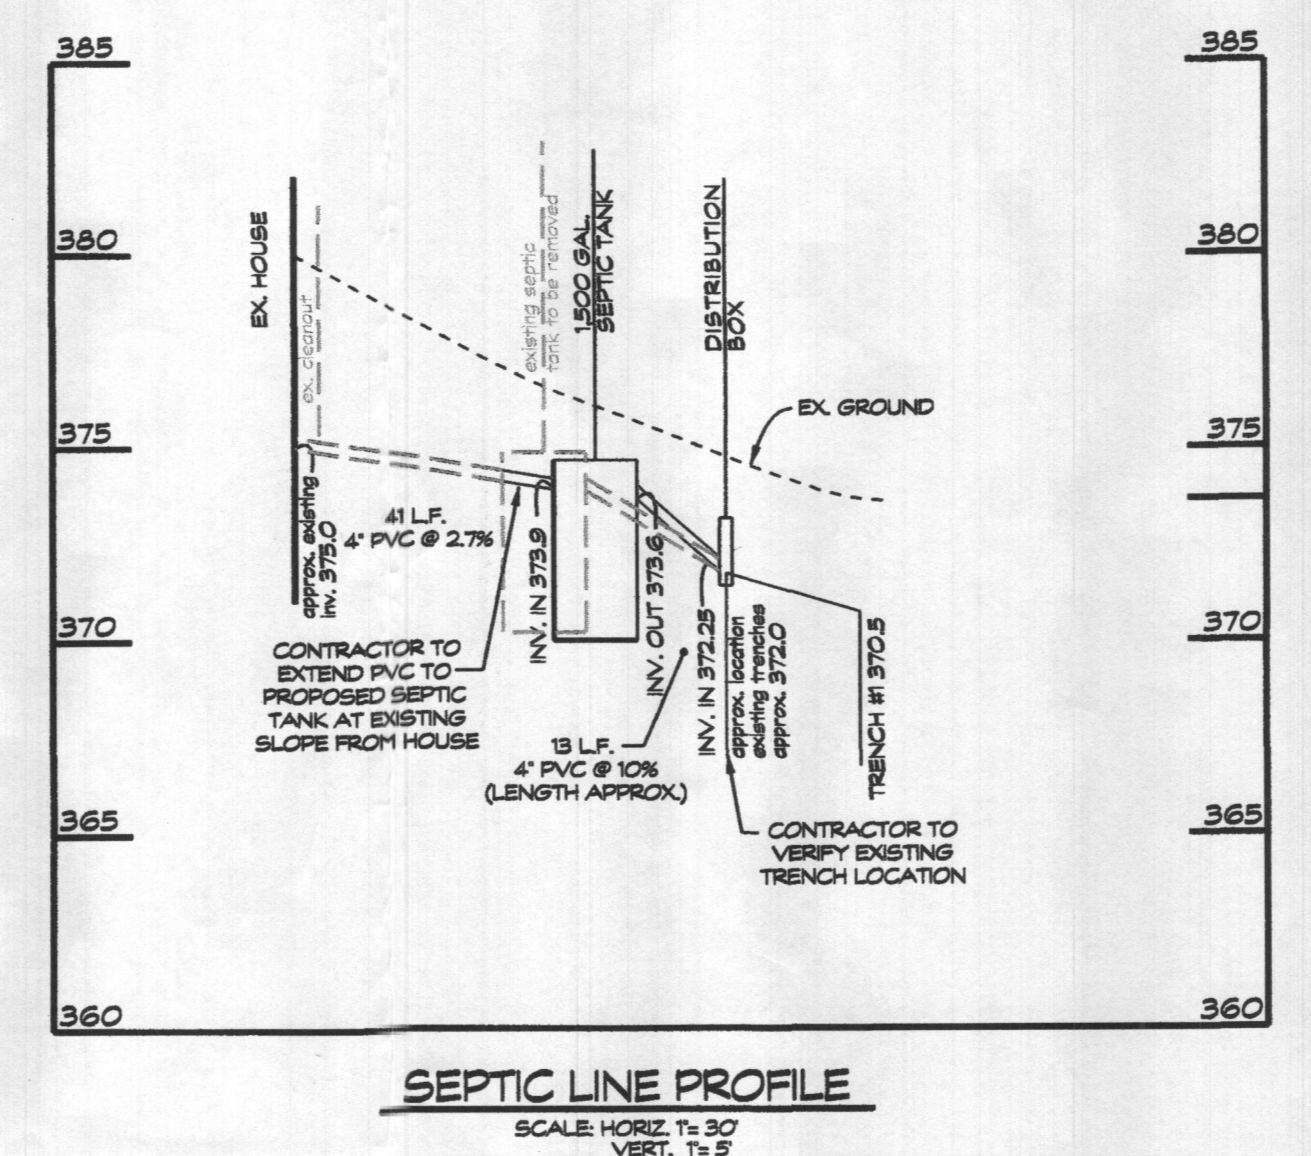 385
385
380
380
375
375
370
370
365
365
360
360
EX. HOUSE
ex. cleanout
existing septic
tank to be removed
1,500 GAL.
SEPTIC TANK
DISTRIBUTION
BOX
EX. GROUND
approx. existing
inv. 375.0
41 L.F.
4" PVC @ 2.7%
INV. IN 373.9
INV. OUT 373.6
INV. IN 372.25
approx. location
existing trenches
approx. 372.0
TRENCH #1 370.5
CONTRACTOR TO
EXTEND PVC TO
PROPOSED SEPTIC
TANK AT EXISTING
SLOPE FROM HOUSE
13 L.F.
4" PVC @ 10%
(LENGTH APPROX.)
CONTRACTOR TO
VERIFY EXISTING
TRENCH LOCATION
SEPTIC LINE PROFILE
SCALE: HORIZ. 1"= 30'
VERT. 1"= 5'